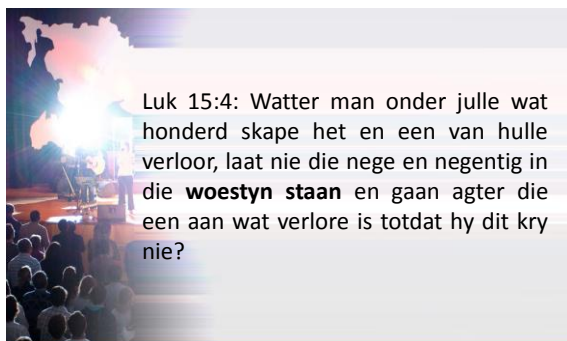 Luk 15:4: Watter man onder julle wat
honderd skape het en een van hulle
verloor, laat nie die nege en negentig in
die woestyn staan en gaan agter die
een aan wat verlore is totdat hy dit kry
nie?